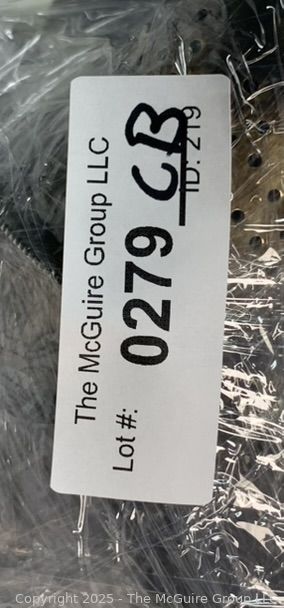 The McGuire Group LLC
Lot #: 0279 CB
ID: 219
Copyright 2025 - The McGuire Group LLC